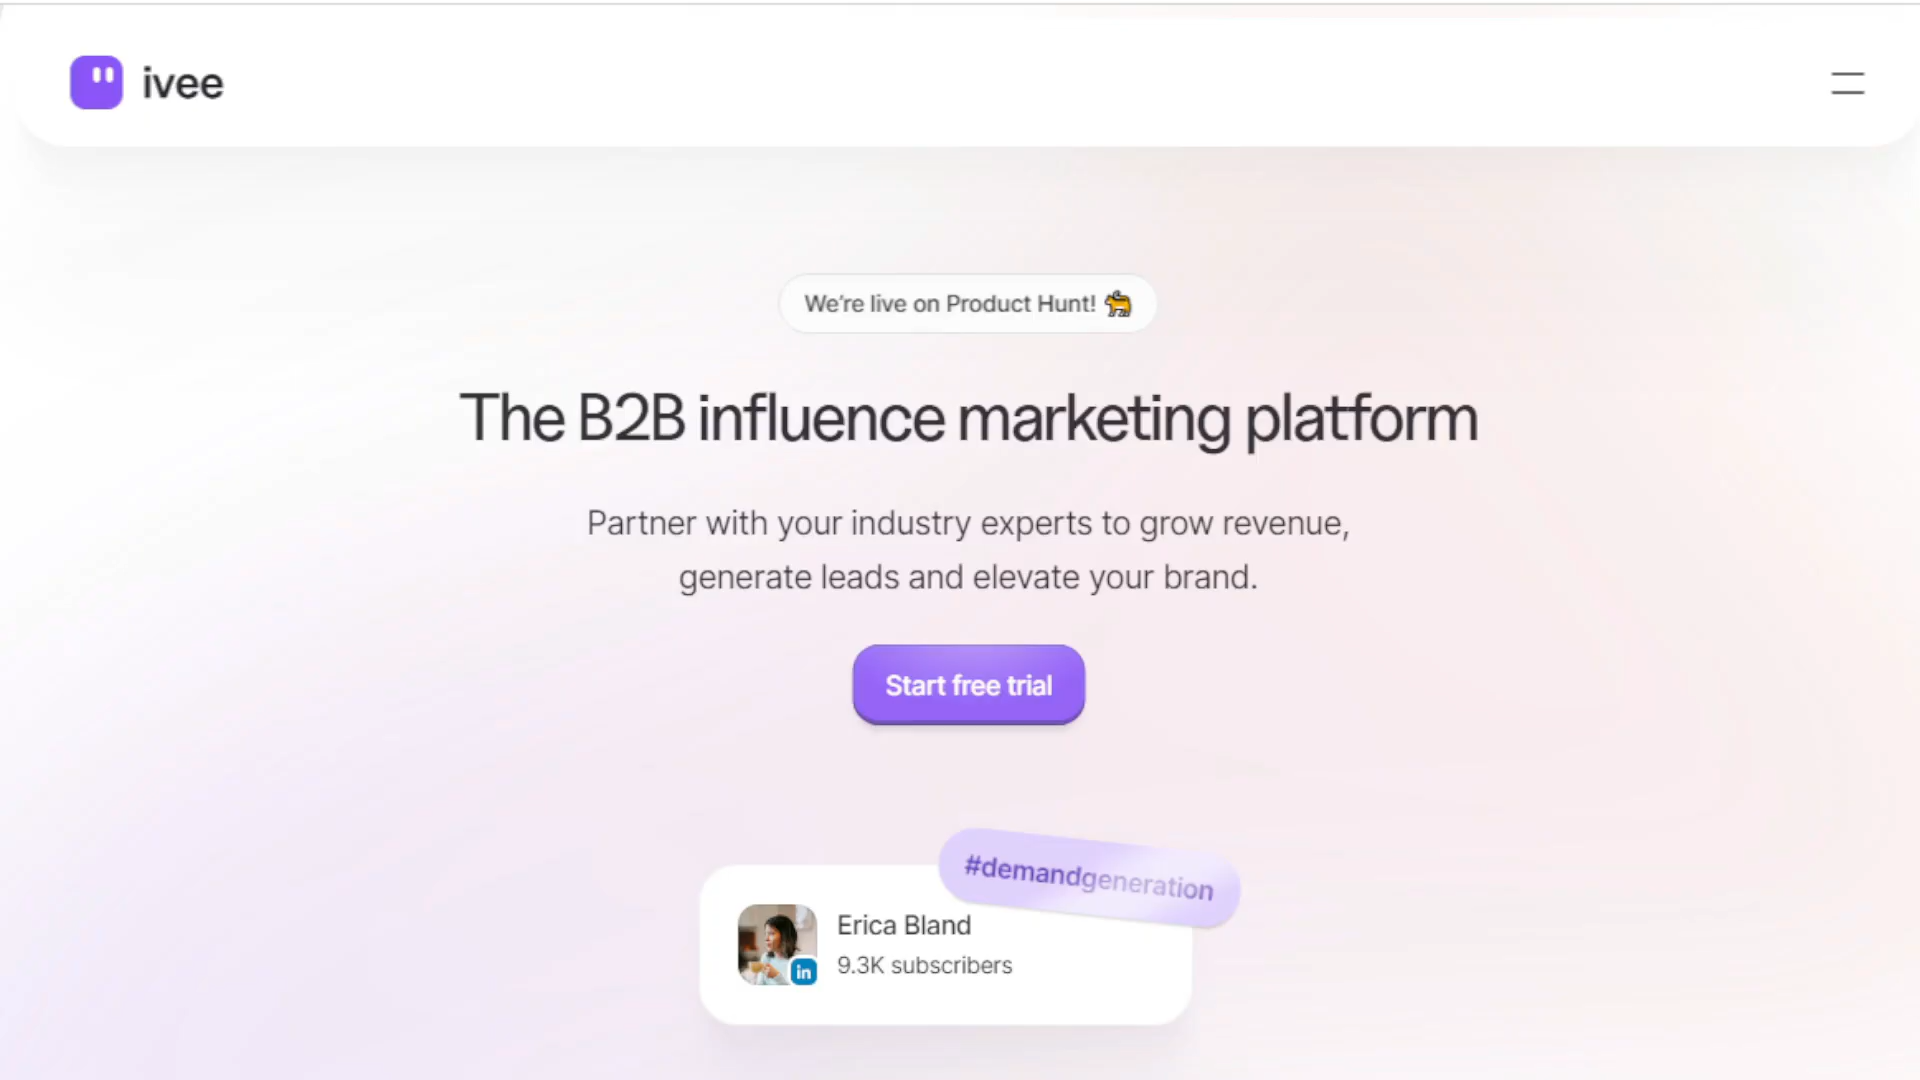 ivee
We're live on Product Hunt!
The B2B influence marketing platform
Partner with your industry experts to grow revenue,
generate leads and elevate your brand.
Start free trial
#demandgeneration
Erica Bland
in
9.3K subscribers